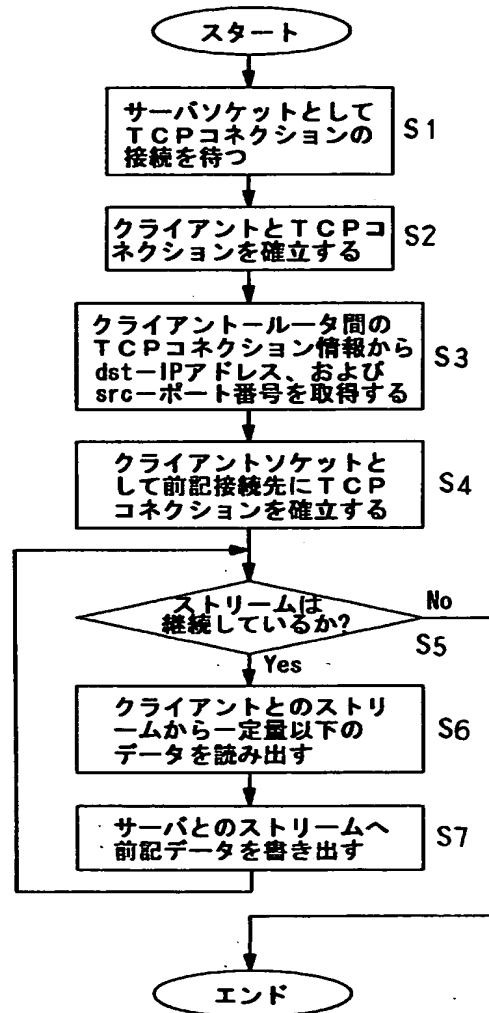 スタート
サーバソケットとして
TCPコネクションの
接続を待つ
S1
クライアントとTCPコ
ネクションを確立する
S2
クライアントールータ間の
TCPコネクション情報から
dst-IPアドレス、および
src-ポート番号を取得する
S3
クライアントソケットと
して前記接続先にTCP
コネクションを確立する
S4
ストリームは
継続しているか?
No
S5
Yes
クライアントとのストリ
ームから一定量以下の
データを読み出す
S6
サーバとのストリームへ
前記データを書き出す
S7
エンド